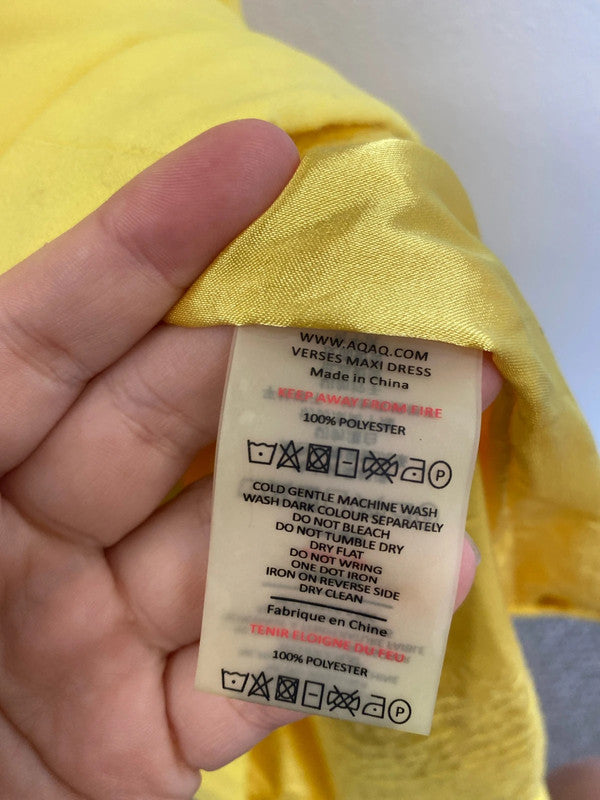 WWW.AQAQ.COM
VERSES MAXI DRESS
Made in China
KEEP AWAY FROM FIRE
100% POLYESTER
P
COLD GENTLE MACHINE WASH
WASH DARK COLOUR SEPARATELY
DO NOT BLEACH
DO NOT TUMBLE DRY
DRY FLAT
DO NOT WRING
ONE DOT IRON
IRON ON REVERSE SIDE
DRY CLEAN
Fabrique en Chine
TENIR ELOIGNE DU FEU
100% POLYESTER
P